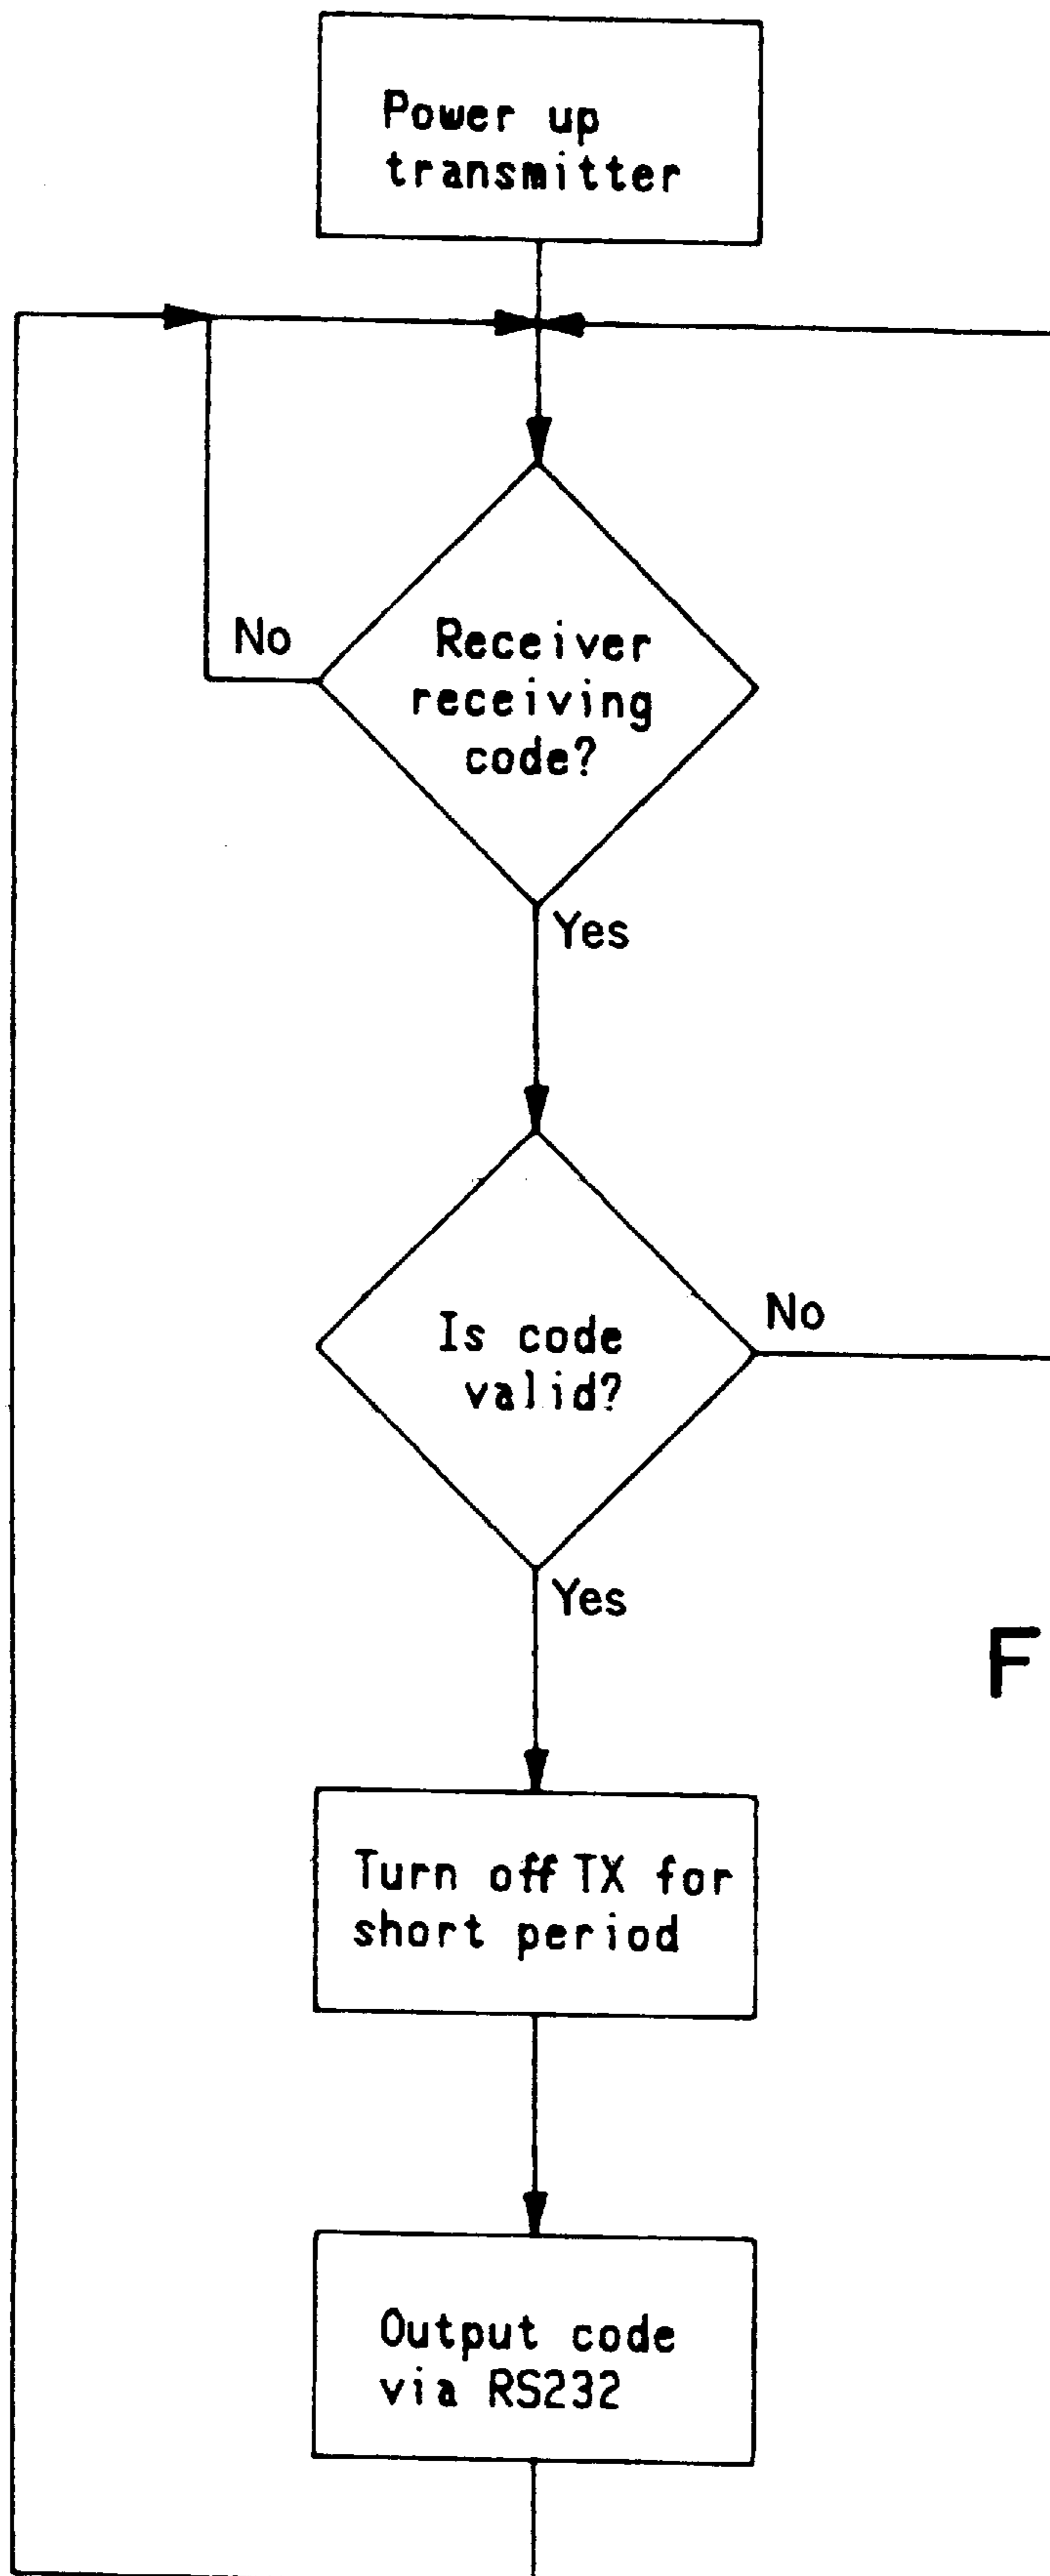 Power up
transmitter
No
Receiver
receiving
code?
Yes
No
Is code
valid?
Yes
F
Turn off TX for
short period
Output code
via RS232